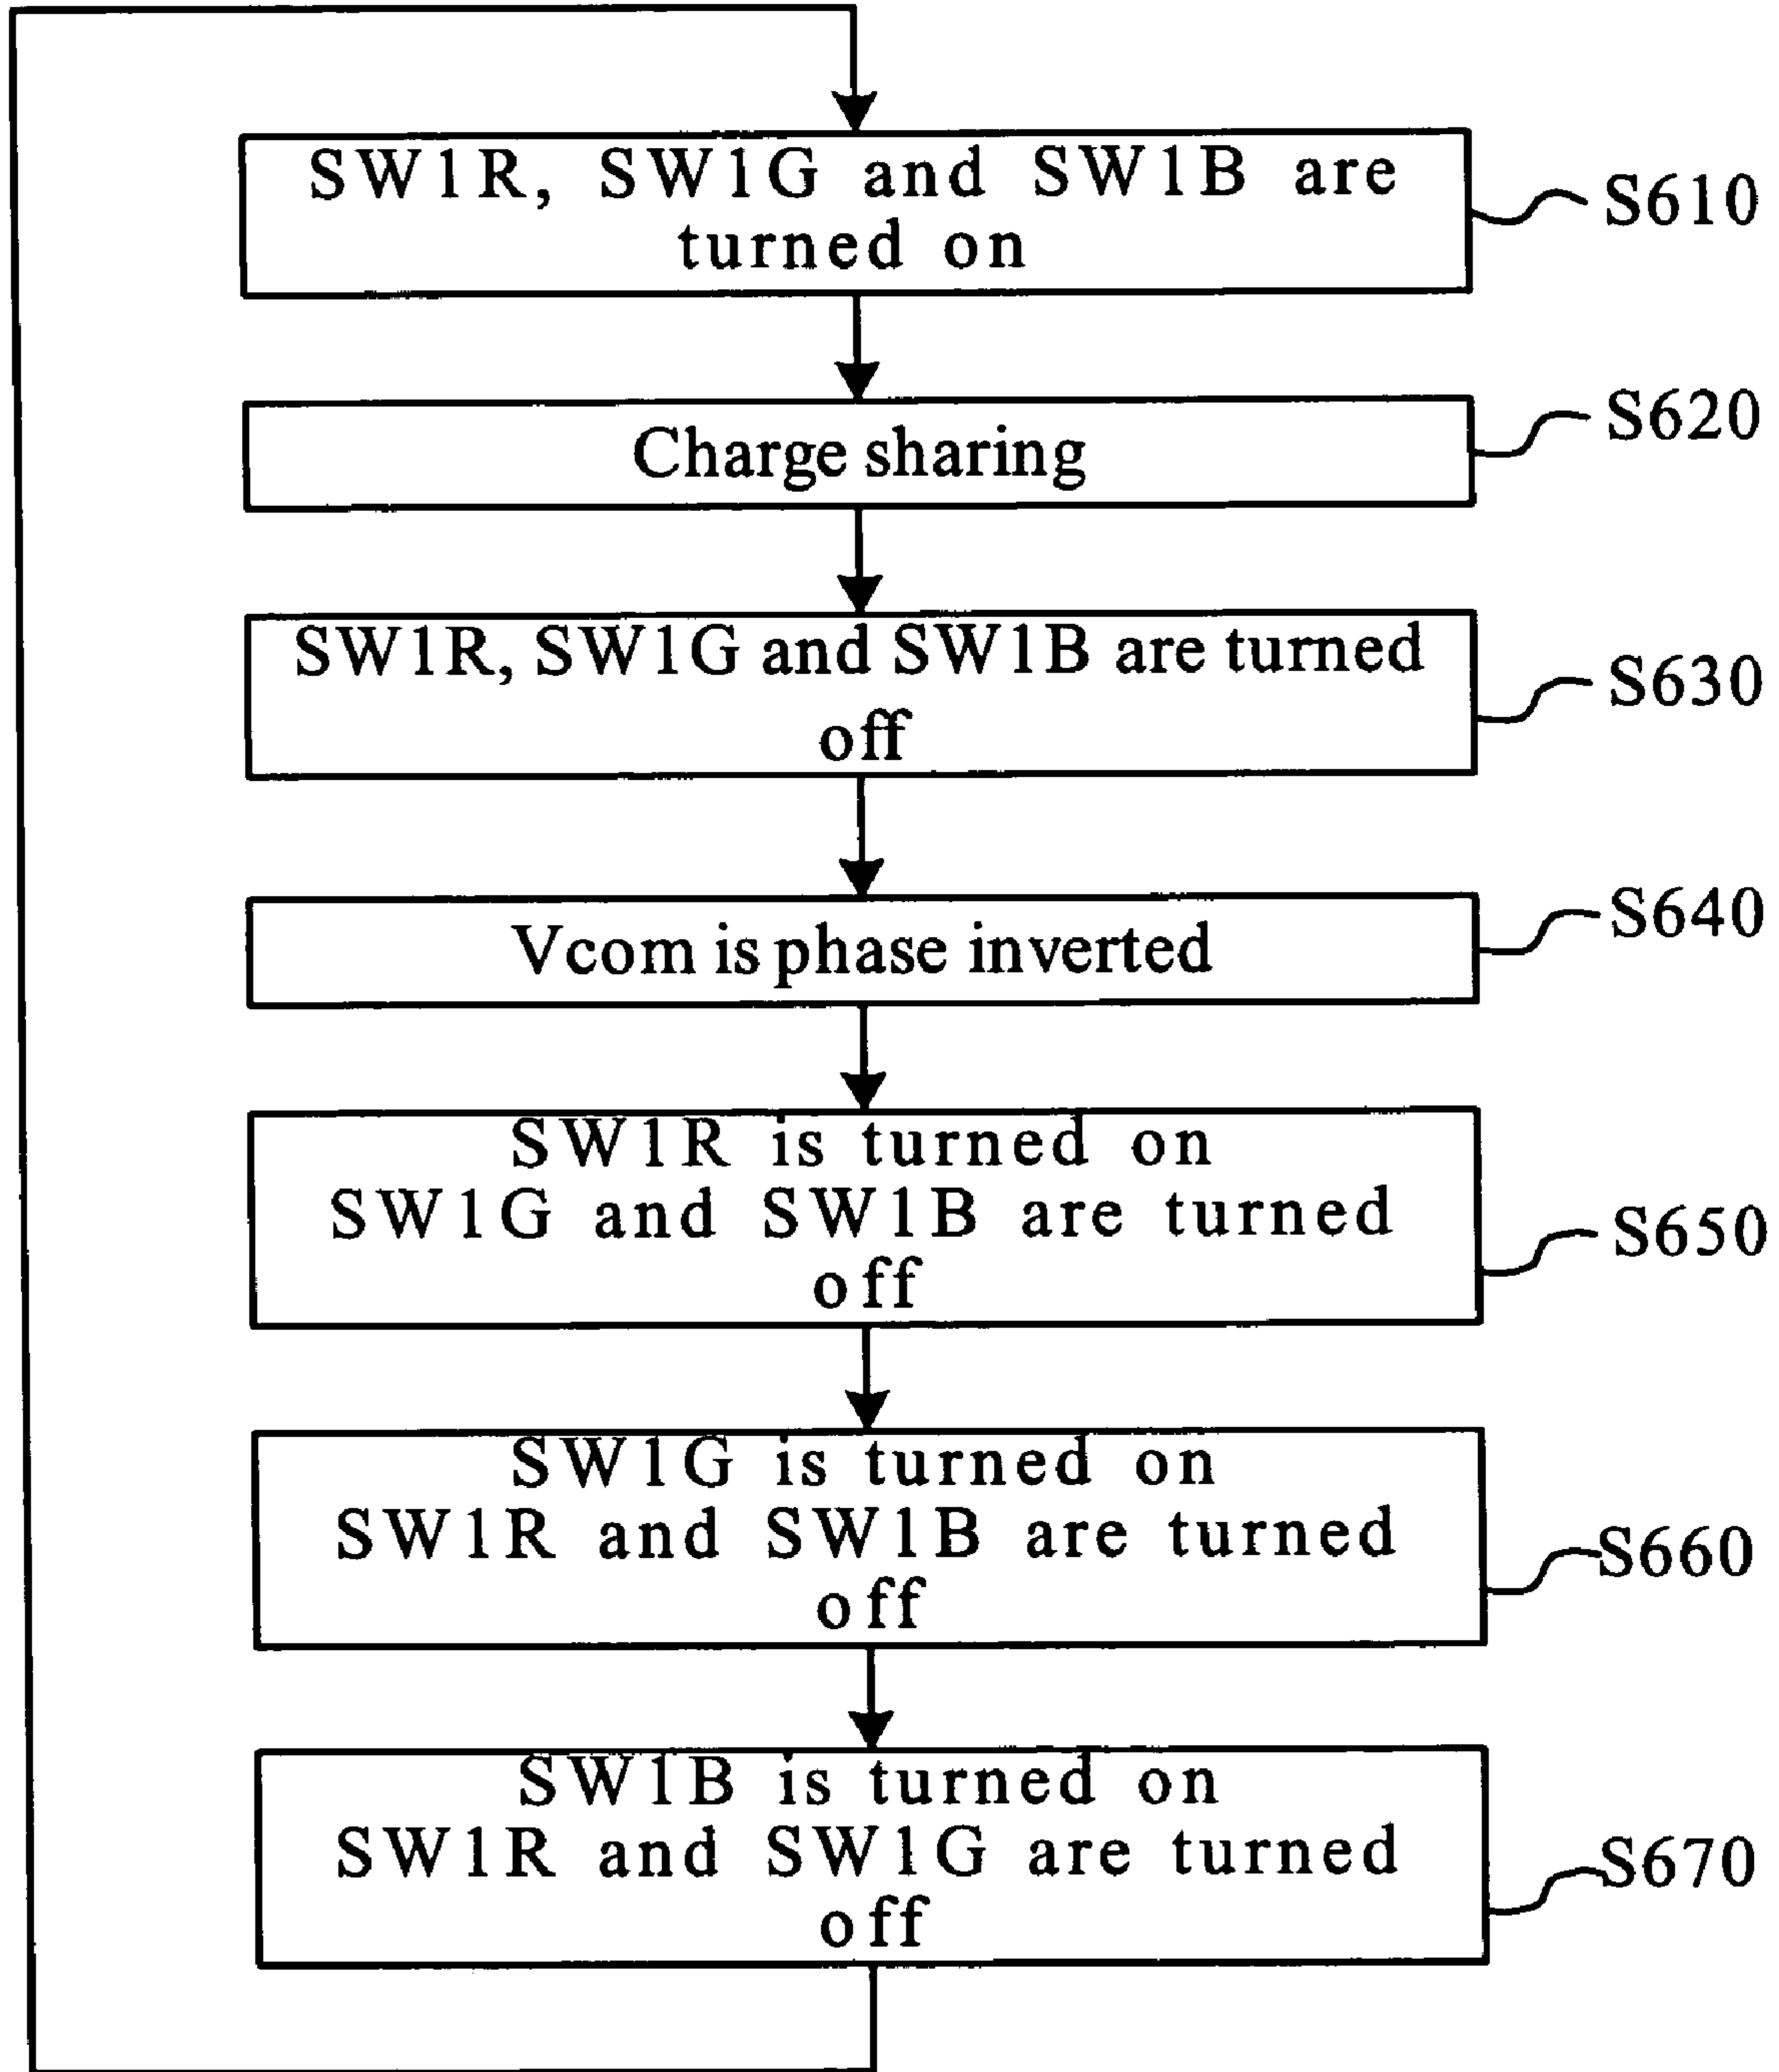 SW1R, SW1G and SW1B are
turned on
S610
Charge sharing
S620
SW1R, SW1G and SW1B are turned
off
S630
Vcom is phase inverted
S640
SW1R is turned on
SW1G and SW1B are turned
off
S650
SW1G is turned on
SW1R and SW1B are turned
off
S660
SW1B is turned on
SW1R and SW1G are turned
off
S670